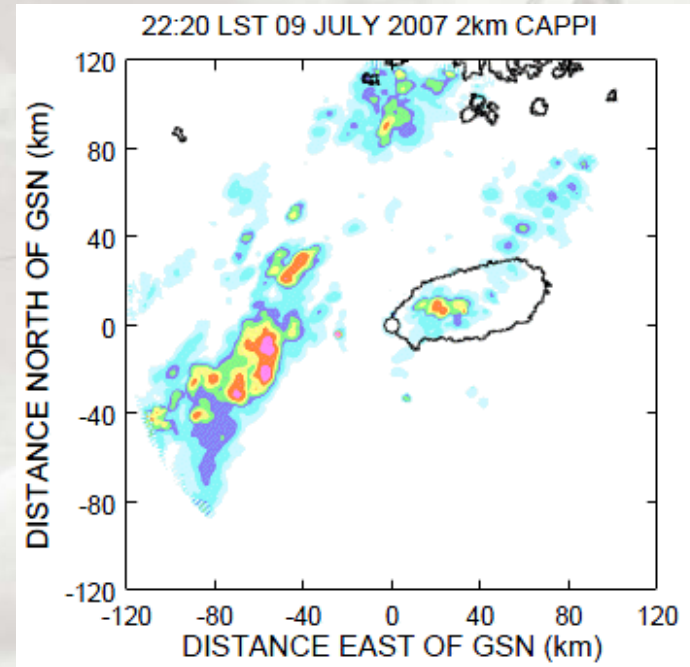 22:20 LST 09 JULY 2007 2km CAPPI
DISTANCE NORTH OF GSN (km)
120
80
40
0
-40
-80
-120
-120 -80 -40 0 40 80 120
DISTANCE EAST OF GSN (km)